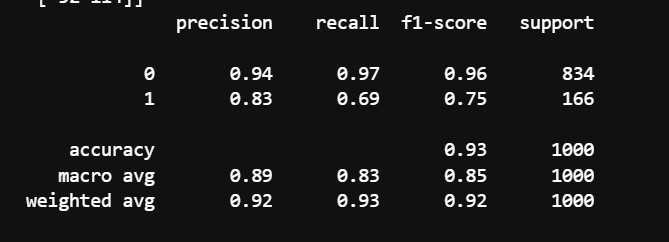 114]]
precision recall f1-score support
0 0.94 0.97 0.96 834
1 0.83 0.69 0.75 166
accuracy 0.93 1000
macro avg 0.89 0.83 0.85 1000
weighted avg 0.92 0.93 0.92 1000